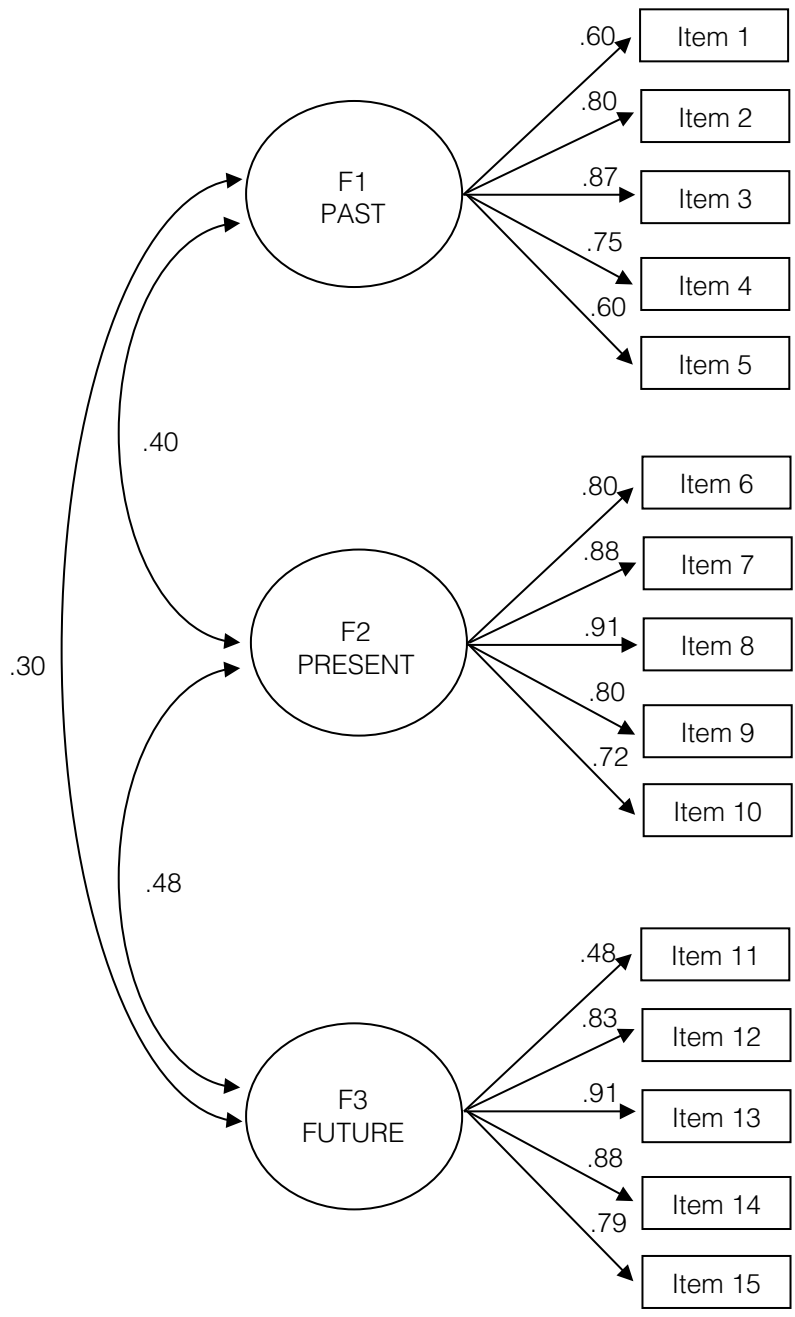 .60
Item 1
.80
Item 2
F1
PAST
.87
Item 3
.75
Item 4
.60
Item 5
.40
.80
Item 6
.88
Item 7
F2
PRESENT
.91
Item 8
.30
.80
Item 9
.72
Item 10
.48
.48
Item 11
.83
Item 12
F3
FUTURE
.91
Item 13
.88
Item 14
.79
Item 15